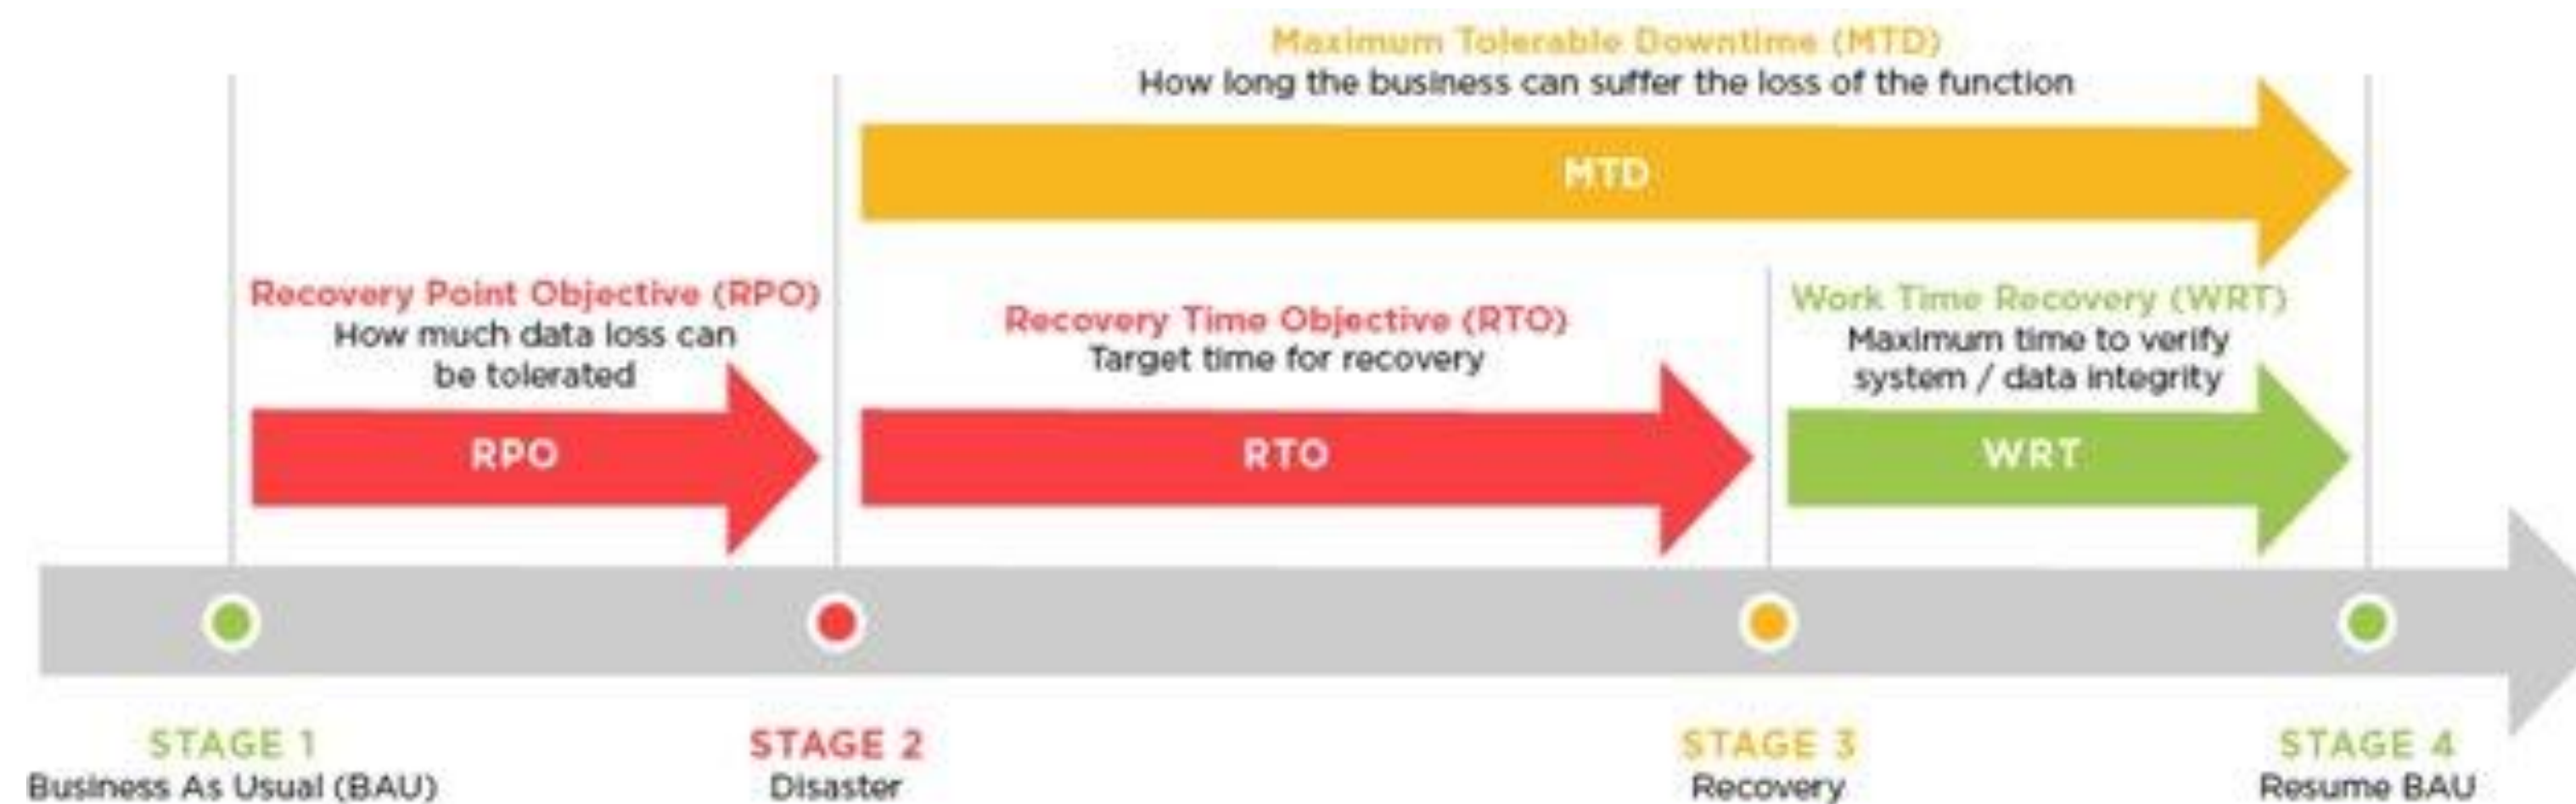 Maximum Tolerable Downtime (MTD)
How long the business can suffer the loss of the function
MTD
Recovery Point Objective (RPO)
How much data loss can
be tolerated
RPO
Recovery Time Objective (RTO)
Target time for recovery
RTO
Work Time Recovery (WRT)
Maximum time to verify
system / data integrity
WRT
STAGE 1
Business As Usual (BAU)
STAGE 2
Disaster
STAGE 3
Recovery
STAGE 4
Resume BAU